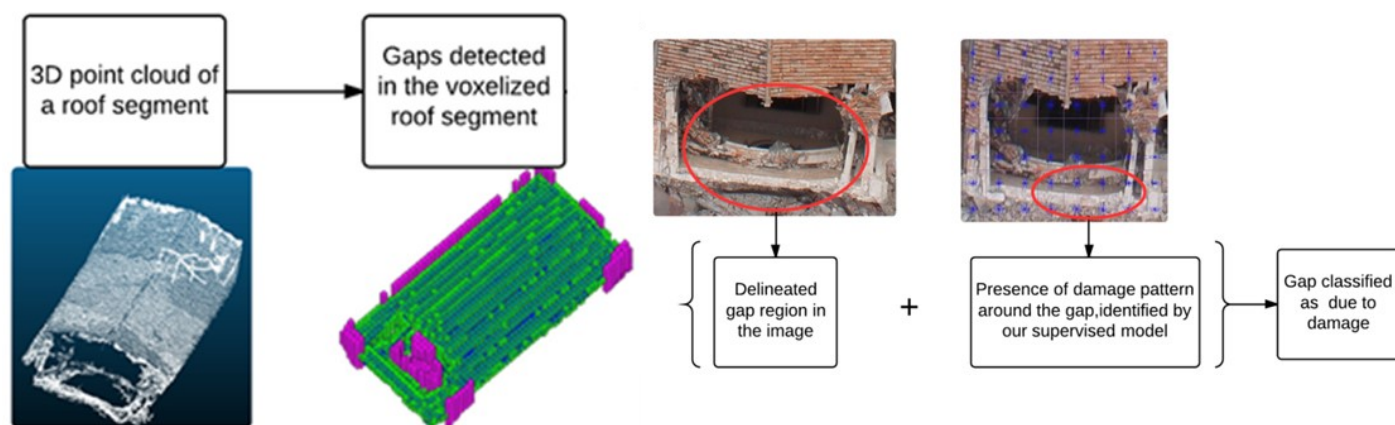 3D point cloud of
a roof segment
Gaps detected
in the voxelized
roof segment
Delineated
gap region in
the image
+
Presence of damage pattern
around the gap,identified by
our supervised model
Gap classified
as due to
damage